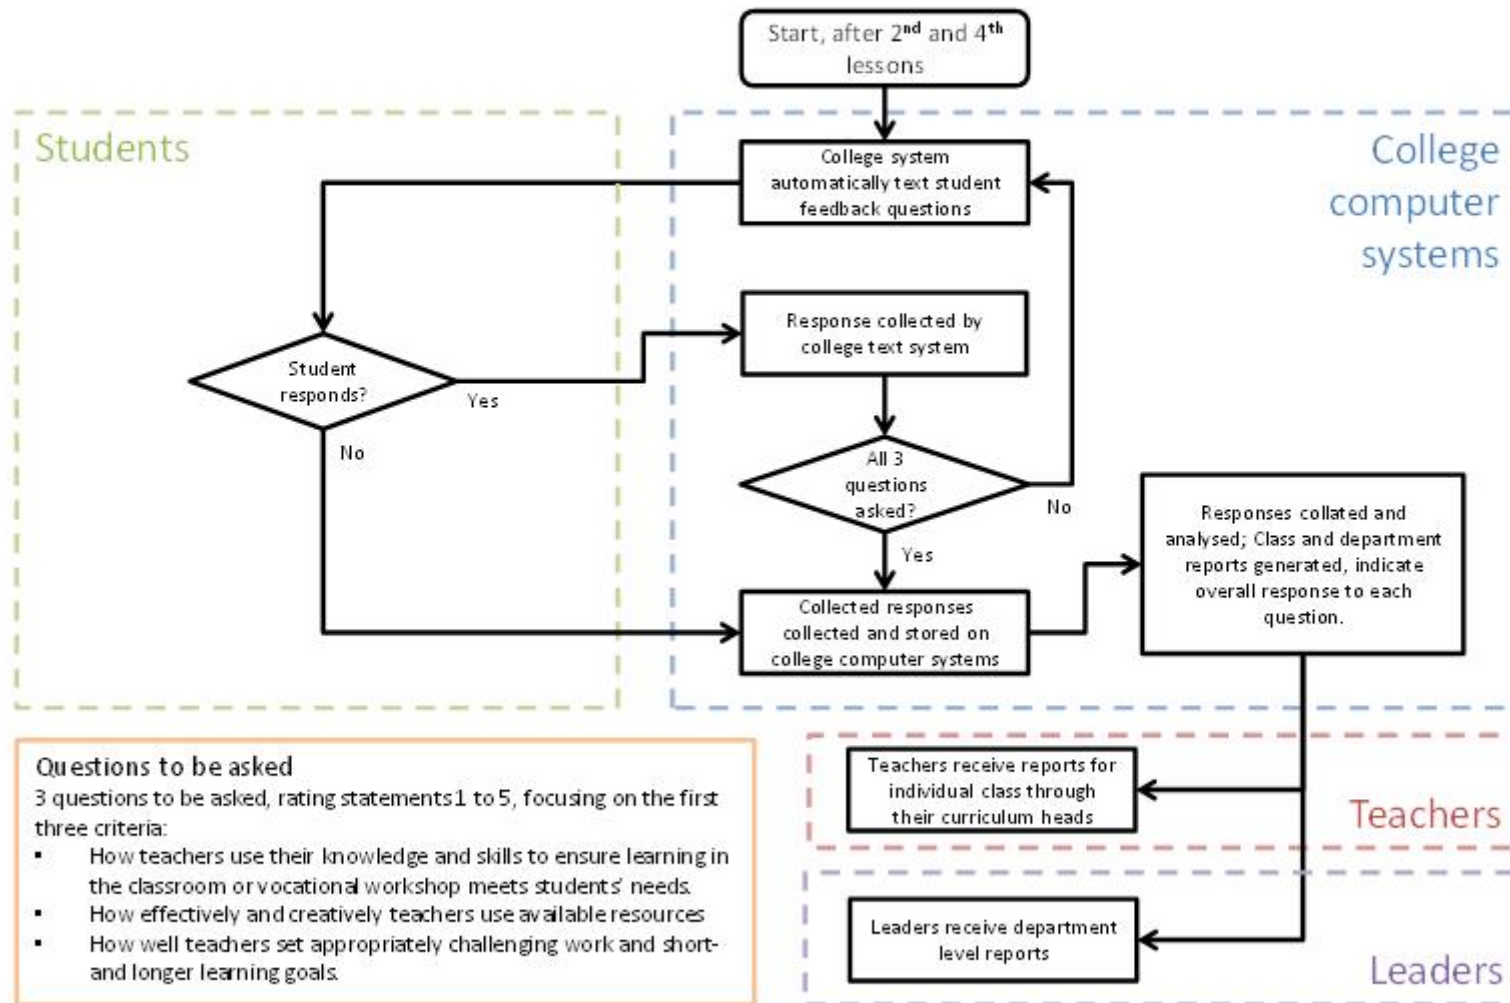 Start, after 2nd and 4th
lessons
Students
College
computer
systems
College system
automatically text student
feedback questions
Response collected by
college text system
Student
responds?
Yes
No
All 3
questions
asked?
No
Yes
Responses collated and
analysed; Class and department
reports generated, indicate
overall response to each
question.
Collected responses
collected and stored on
college computer systems
Questions to be asked
3 questions to be asked, rating statements 1 to 5, focusing on the first
three criteria:
▪ How teachers use their knowledge and skills to ensure learning in
the classroom or vocational workshop meets students' needs.
▪ How effectively and creatively teachers use available resources
▪ How well teachers set appropriately challenging work and short-
and longer learning goals.
Teachers receive reports for
individual class through
their curriculum heads
Teachers
Leaders receive department
level reports
Leaders